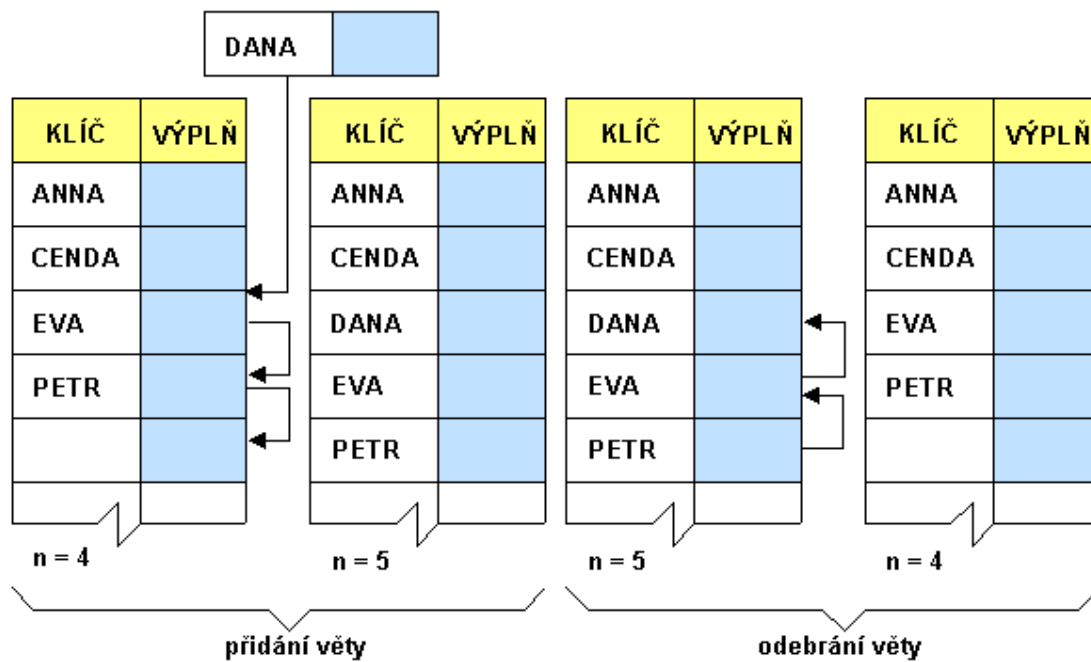 DANA
KLÍČ VÝPLŇ
ANNA
CENDA
EVA
PETR
n = 4
KLÍČ VÝPLŇ
ANNA
CENDA
DANA
EVA
PETR
n = 5
přidání věty
KLÍČ VÝPLŇ
ANNA
CENDA
DANA
EVA
PETR
n = 5
KLÍČ VÝPLŇ
ANNA
CENDA
EVA
PETR
n = 4
odebrání věty